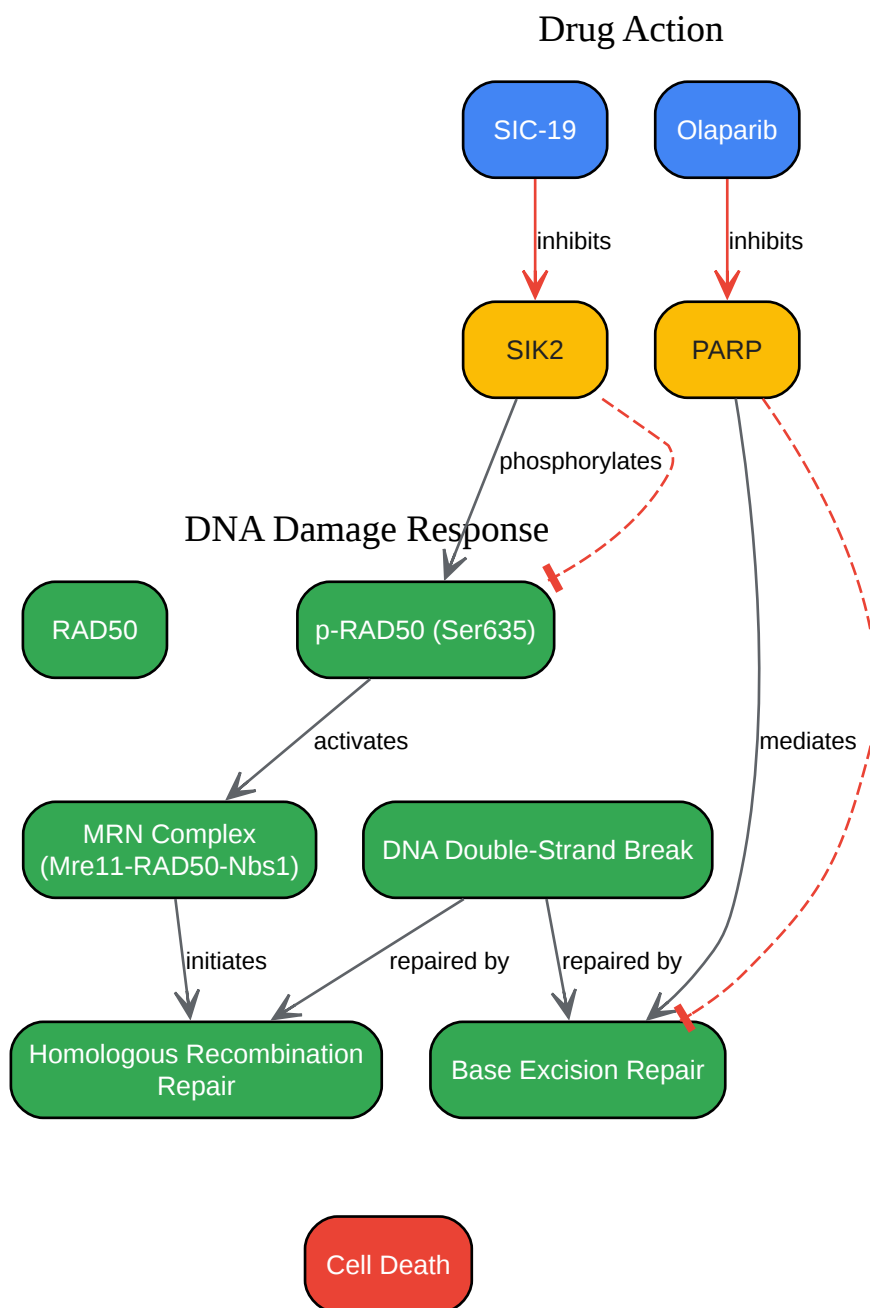 Drug Action
SIC-19
Olaparib
inhibits
inhibits
SIK2
PARP
phosphorylates
DNA Damage Response
RAD50
p-RAD50 (Ser635)
activates
mediates
MRN Complex
(Mre11-RAD50-Nbs1)
DNA Double-Strand Break
initiates
repaired by
repaired by
Homologous Recombination
Repair
Base Excision Repair
Cell Death